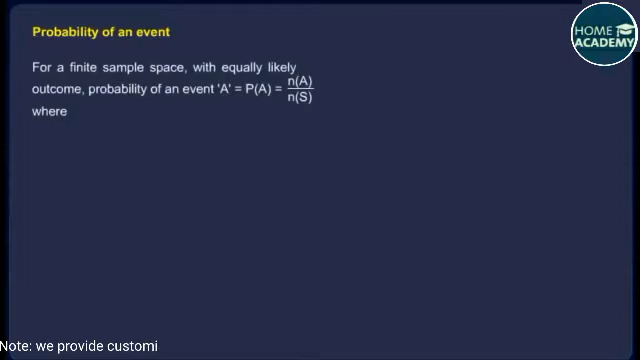 Probability of an event
HOME
ACADEMY
For a finite sample space, with equally likely
outcome, probability of an event 'A' = P(A) = n(A)/n(S)
where
Note: we provide customi